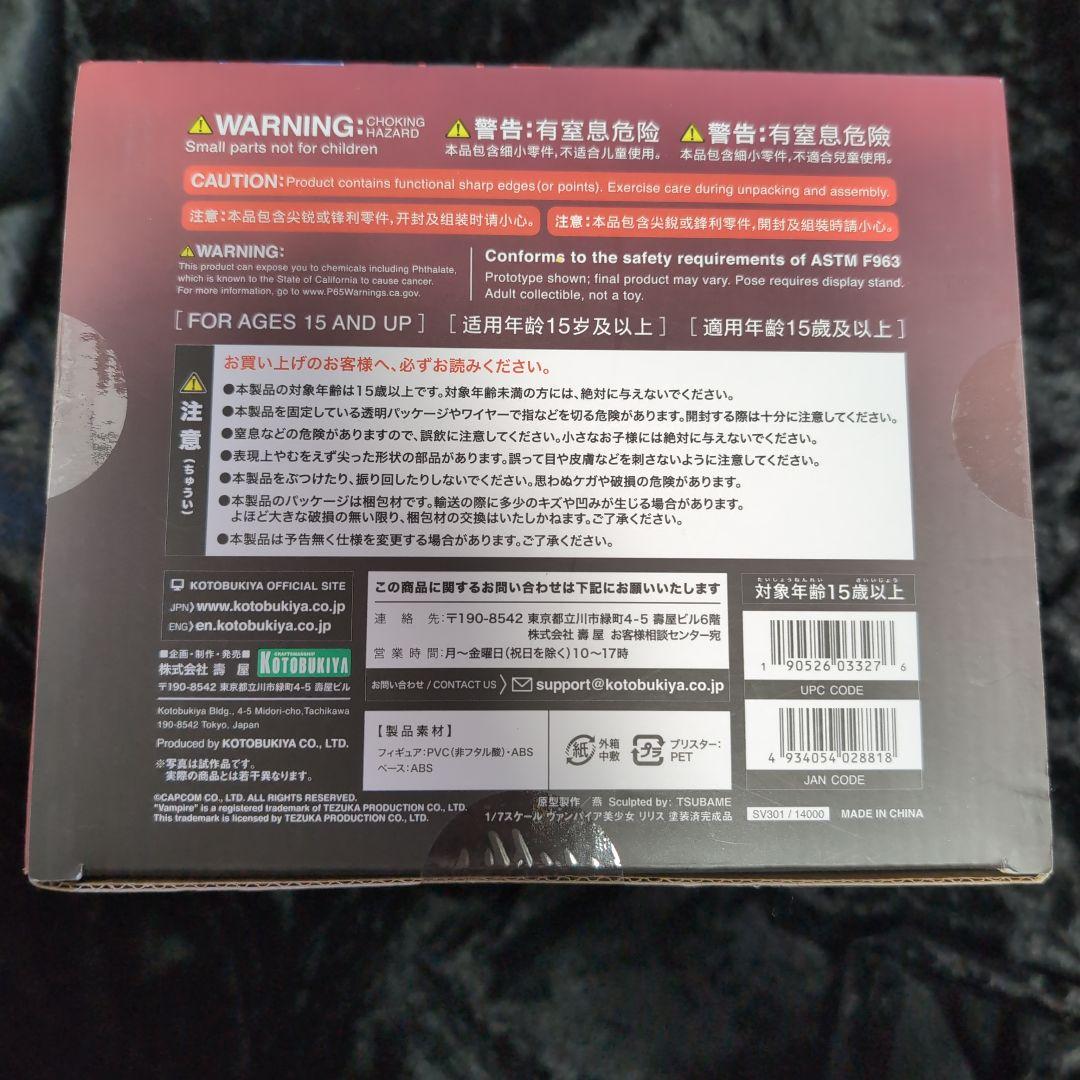 WARNING: CHOKING HAZARD
Small parts not for children
警告:有窒息危险
本品包含细小零件,不适合儿童使用。
警告:有窒息危險
本品包含細小零件,不適合兒童使用。
CAUTION: Product contains functional sharp edges(or points). Exercise care during unpacking and assembly.
注意:本品包含尖锐或锋利零件,开封及组装时请小心。
注意:本品包含尖銳或鋒利零件,開封及組裝時請小心。
WARNING:
This product can expose you to chemicals including Phthalate,
which is known to the State of California to cause cancer.
For more information, go to www.P65Warnings.ca.gov.
Conforms to the safety requirements of ASTM F963
Prototype shown; final product may vary. Pose requires display stand.
Adult collectible, not a toy.
[FOR AGES 15 AND UP]
[适用年龄15岁及以上]
[適用年齡15歲及以上]
注意(ちゅうい)
お買い上げのお客様へ、必ずお読みください。
●本製品の対象年齢は15歳以上です。対象年齢未満の方には、絶対に与えないでください。
●本製品を固定している透明パッケージやワイヤーで指などを切る危険があります。開封する際は十分に注意してください。
●窒息などの危険がありますので、誤飲に注意してください。小さなお子様には絶対に与えないでください。
●表現上やむをえず尖った形状の部品があります。誤って目や皮膚などを刺さないように注意してください。
●本製品をぶつけたり、振り回したりしないでください。思わぬケガや破損の危険があります。
●本製品のパッケージは梱包材です。輸送の際に多少のキズや凹みが生じる場合があります。
よほど大きな破損の無い限り、梱包材の交換はいたしかねます。ご了承ください。
●本製品は予告無く仕様を変更する場合があります。ご了承ください。
KOTOBUKIYA OFFICIAL SITE
JPN〉www.kotobukiya.co.jp
ENG〉en.kotobukiya.co.jp
■企画・制作・発売■
株式会社 壽 屋
CRAFTSMANSHIP
KOTOBUKIYA
〒190-8542 東京都立川市緑町4-5 壽屋ビル
Kotobukiya Bldg., 4-5 Midori-cho,Tachikawa
190-8542 Tokyo, Japan
Produced by KOTOBUKIYA CO., LTD.
※写真は試作品です。
実際の商品とは若干異なります。
©CAPCOM CO., LTD. ALL RIGHTS RESERVED.
"Vampire" is a registered trademark of TEZUKA PRODUCTION CO., LTD.
This trademark is licensed by TEZUKA PRODUCTION CO., LTD.
この商品に関するお問い合わせは下記にお願いいたします
連絡先:〒190-8542 東京都立川市緑町4-5 壽屋ビル6階
株式会社 壽 屋 お客様相談センター宛
営業時間:月～金曜日(祝日を除く)10～17時
お問い合わせ / CONTACT US 〉 support@kotobukiya.co.jp
【製品素材】
フィギュア:PVC(非フタル酸)・ABS
ベース:ABS
紙
外箱
中敷
プラ
ブリスター:
PET
原型製作／燕 Sculpted by: TSUBAME
1/7スケール ヴァンパイア美少女 リリス 塗装済完成品
たいしょうねんれい さいいじょう
対象年齢15歳以上
1 90526 03327 6
UPC CODE
4 934054 028818
JAN CODE
SV301 / 14000
MADE IN CHINA